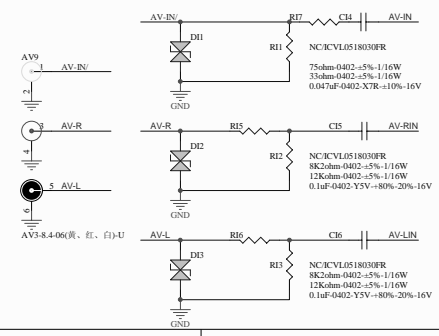 AV-IN/ RI7 CI4 AV-IN
DI1
RI1 NC/ICVL0518030FR
75ohm-0402-±5%-1/16W
33ohm-0402-±5%-1/16W
0.047uF-0402-X7R-±10%-16V
GND
AV9
1 AV-IN/
2
3 AV-R
4
5 AV-L
6
AV3-8.4-06(黄、红、白)-U
AV-R RI5 CI5 AV-RIN
DI2
RI2 NC/ICVL0518030FR
8K2ohm-0402-±5%-1/16W
12Kohm-0402-±5%-1/16W
0.1uF-0402-Y5V-+80%-20%-16V
GND
AV-L RI6 CI6 AV-LIN
DI3
RI3 NC/ICVL0518030FR
8K2ohm-0402-±5%-1/16W
12Kohm-0402-±5%-1/16W
0.1uF-0402-Y5V-+80%-20%-16V
GND